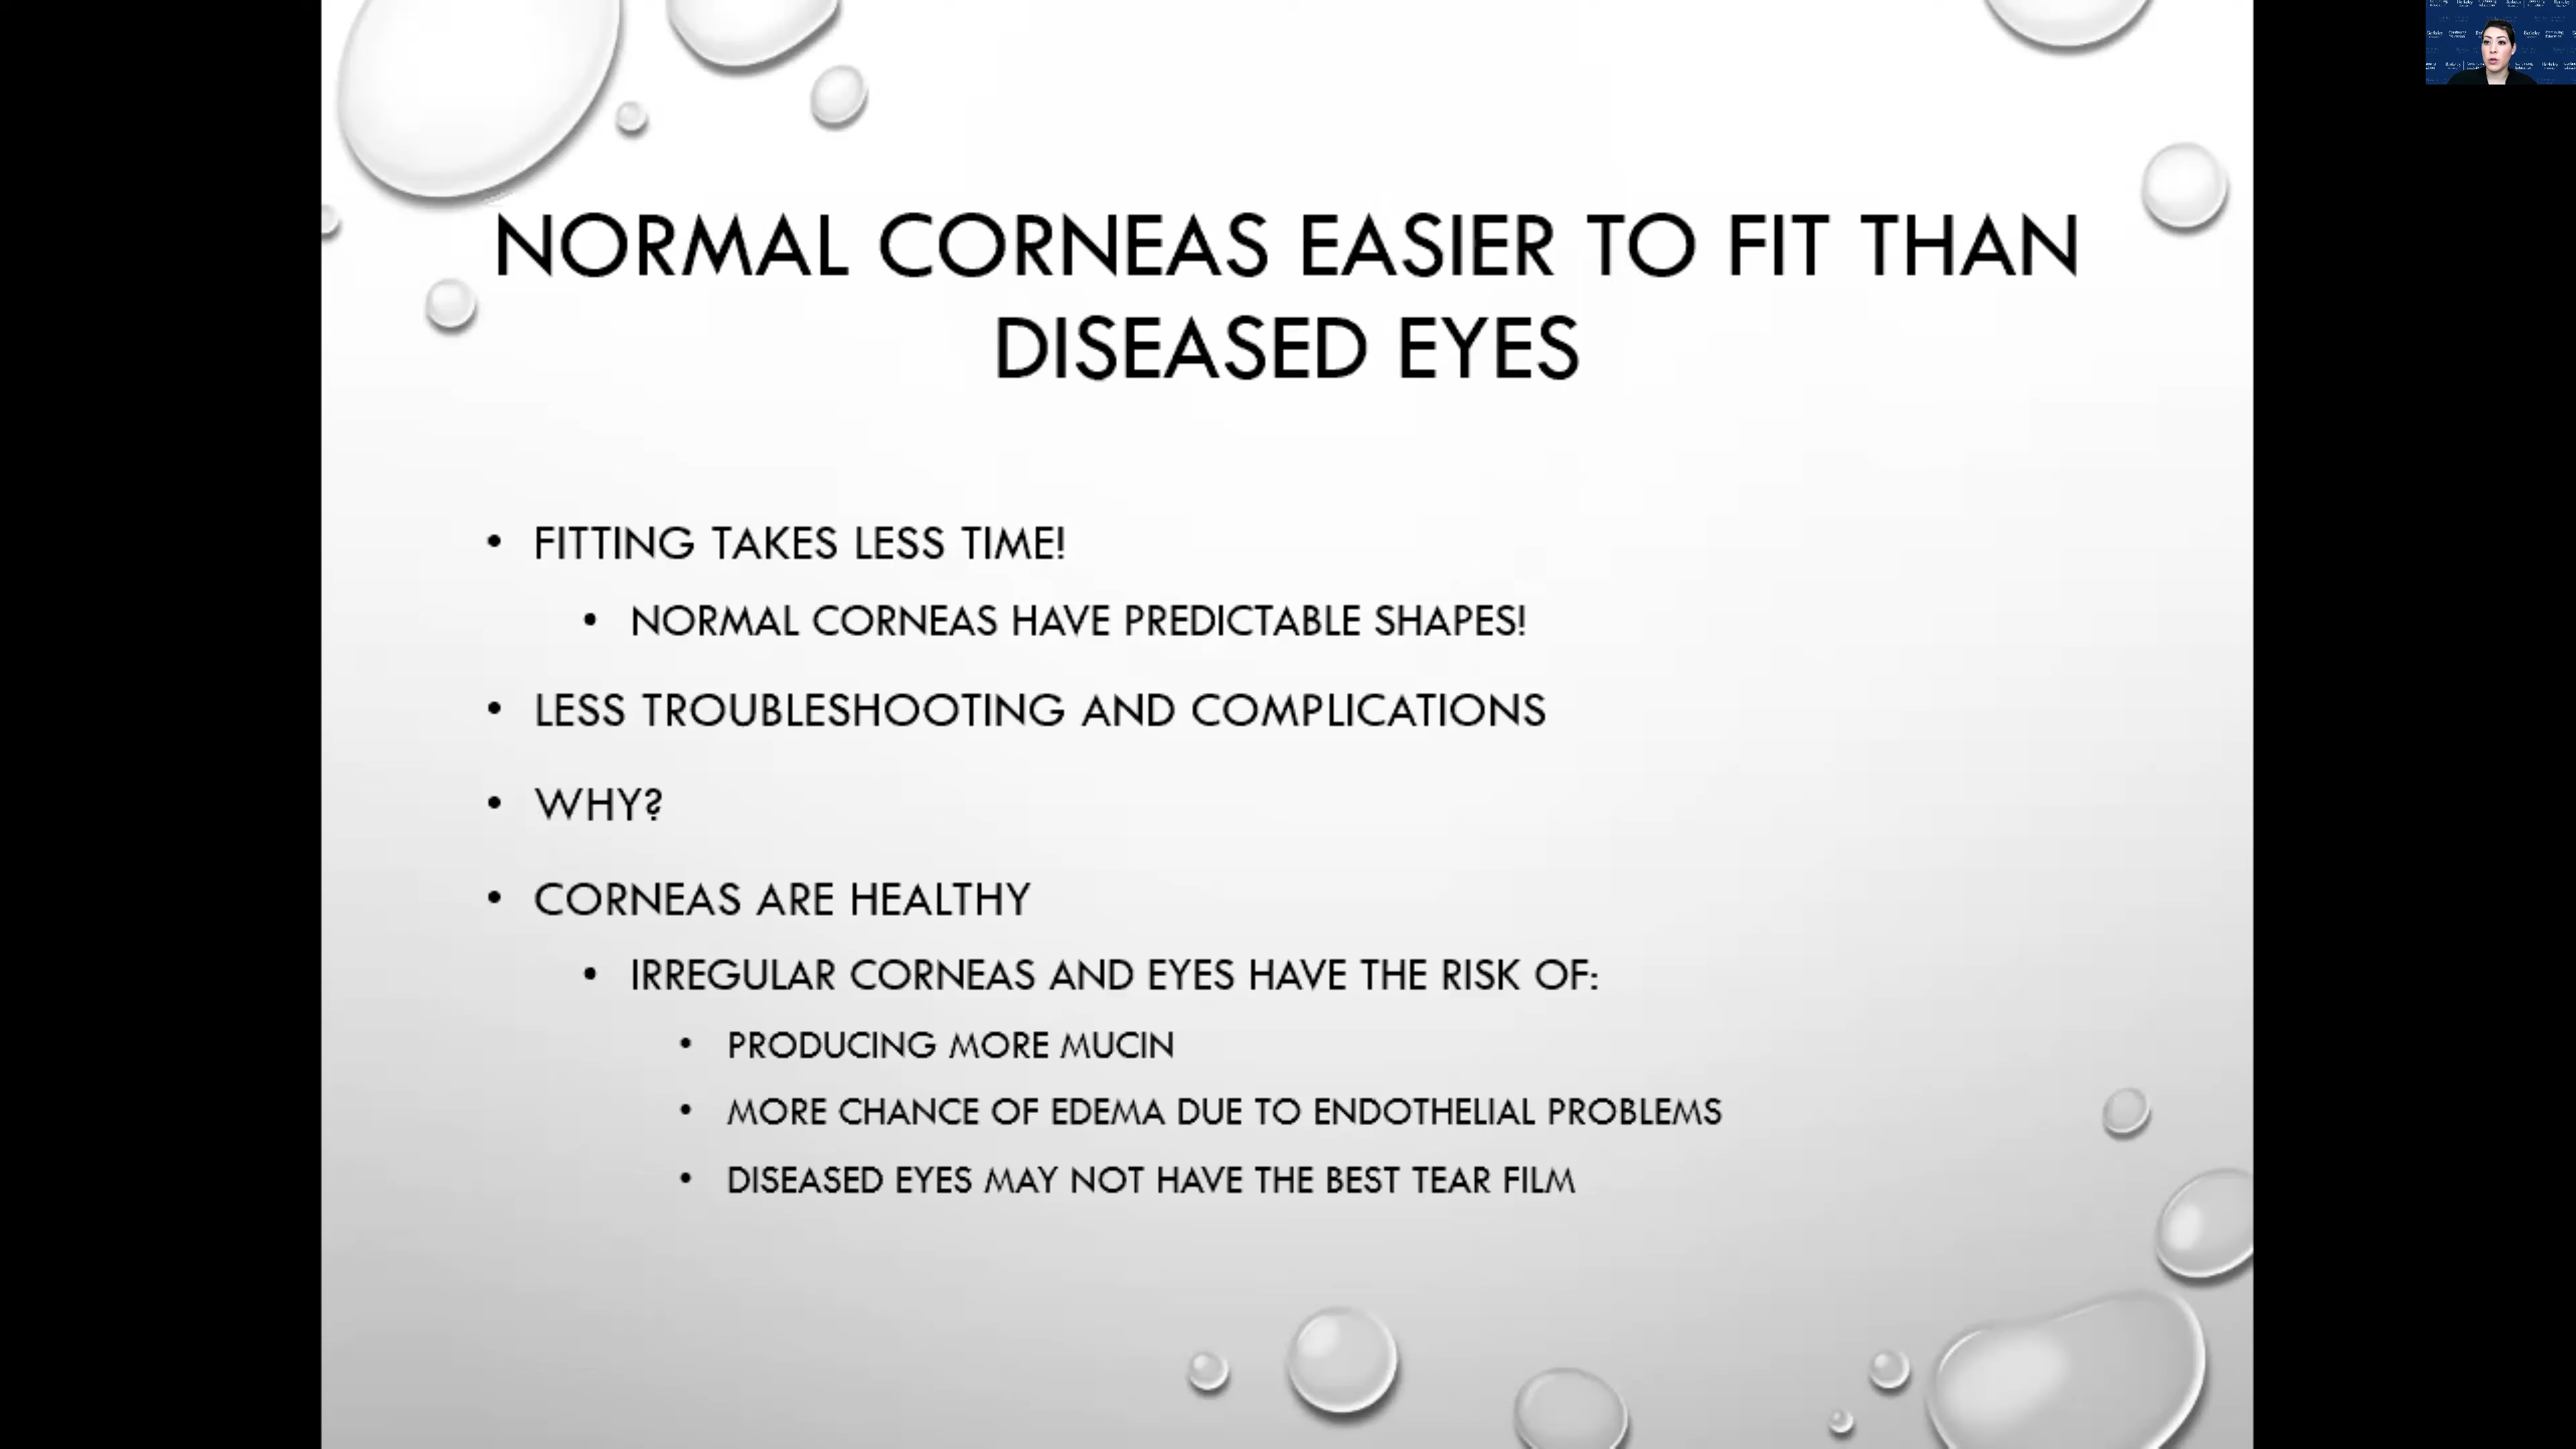 NORMAL CORNEAS EASIER TO FIT THAN
DISEASED EYES
• FITTING TAKES LESS TIME!
• NORMAL CORNEAS HAVE PREDICTABLE SHAPES!
• LESS TROUBLESHOOTING AND COMPLICATIONS
• WHY?
• CORNEAS ARE HEALTHY
• IRREGULAR CORNEAS AND EYES HAVE THE RISK OF:
• PRODUCING MORE MUCIN
• MORE CHANCE OF EDEMA DUE TO ENDOTHELIAL PROBLEMS
• DISEASED EYES MAY NOT HAVE THE BEST TEAR FILM